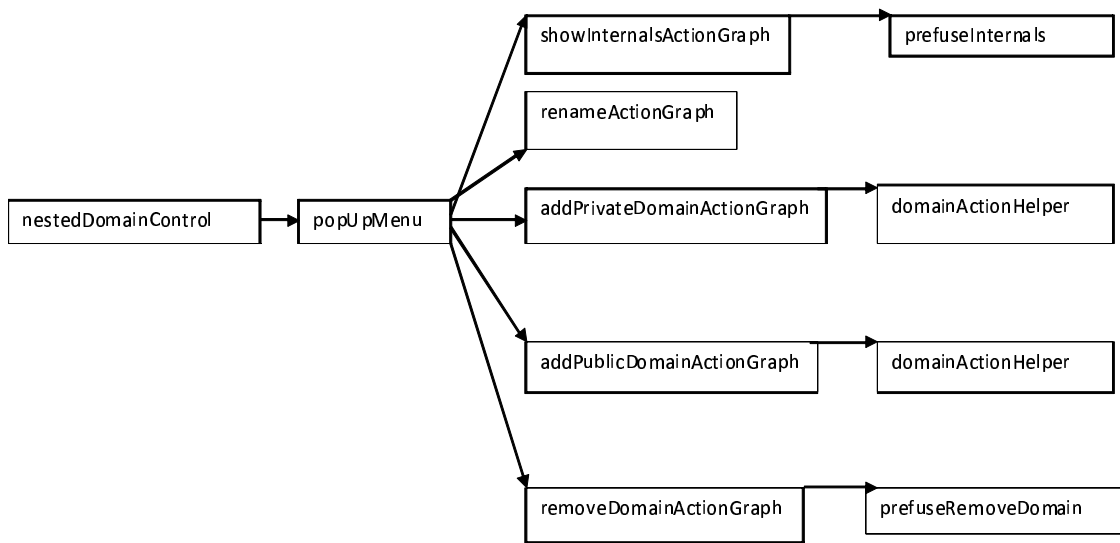 showInternalsActionGraph
prefuseInternals
renameActionGraph
nestedDomainControl
popUpMenu
addPrivateDomainActionGraph
domainActionHelper
addPublicDomainActionGraph
domainActionHelper
removeDomainActionGraph
prefuseRemoveDomain